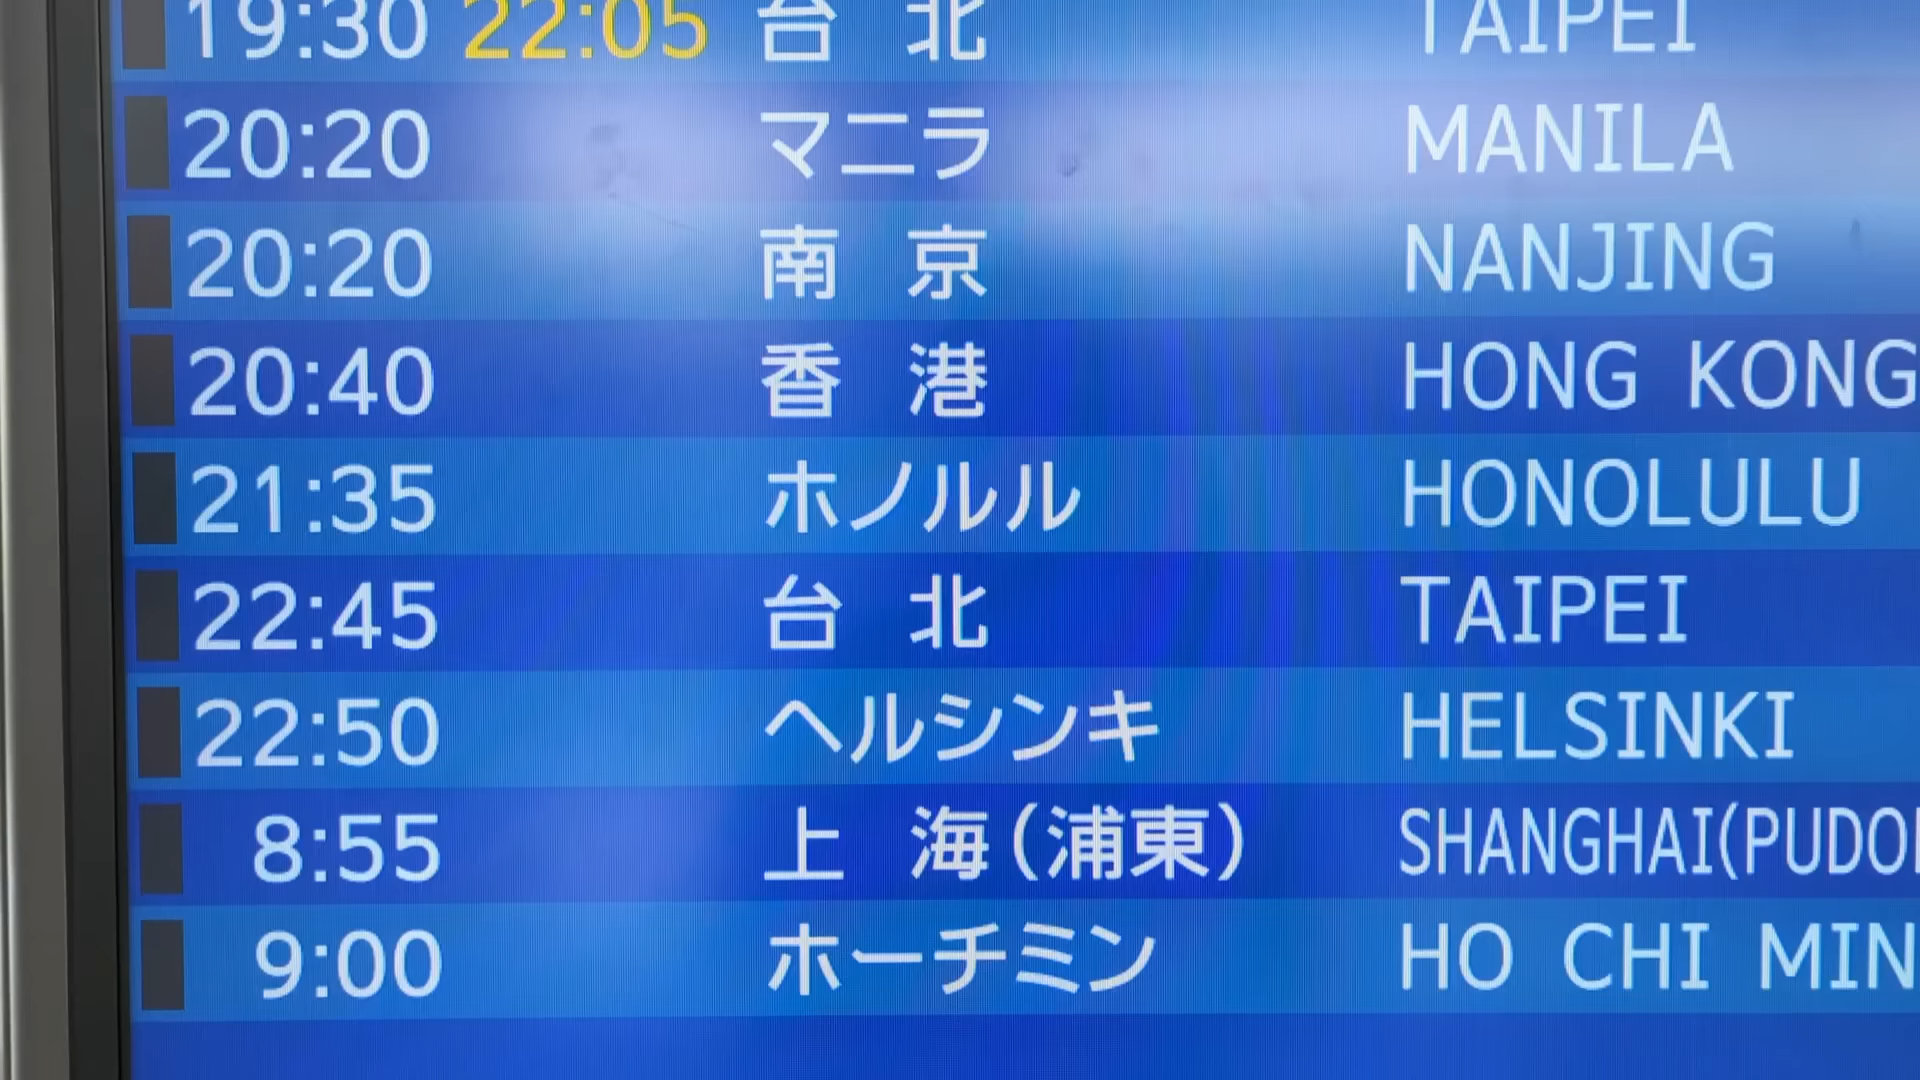 19:30 22:05 台 北 TAIPEI
20:20 マニラ MANILA
20:20 南 京 NANJING
20:40 香 港 HONG KONG
21:35 ホノルル HONOLULU
22:45 台 北 TAIPEI
22:50 ヘルシンキ HELSINKI
8:55 上 海(浦東) SHANGHAI(PUDO
9:00 ホーチミン HO CHI MIN